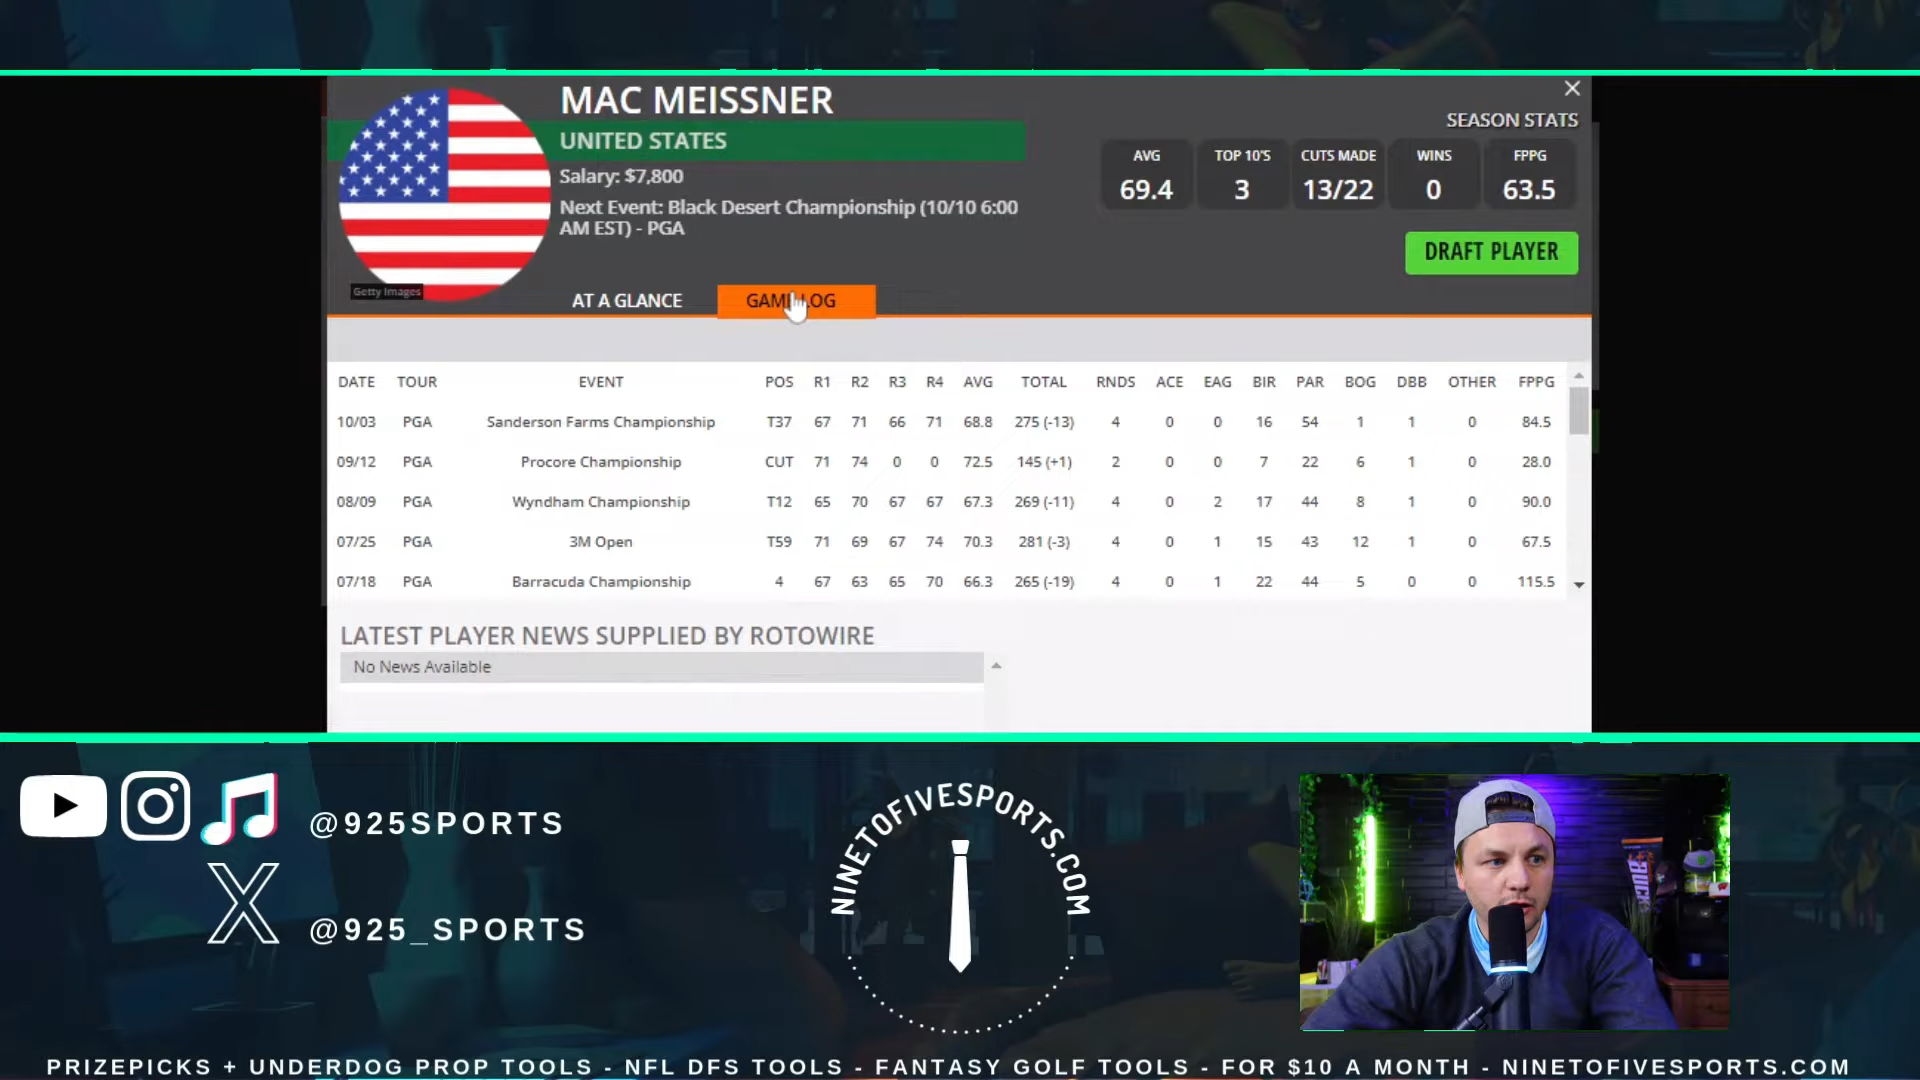 MAC MEISSNER
UNITED STATES
Salary: $7,800
Next Event: Black Desert Championship (10/10 6:00
AM EST) - PGA
Getty Images
SEASON STATS
AVG TOP 10'S CUTS MADE WINS FPPG
69.4 3 13/22 0 63.5
DRAFT PLAYER
AT A GLANCE
GAME LOG
DATE TOUR EVENT POS R1 R2 R3 R4 AVG TOTAL RNDS ACE EAG BIR PAR BOG DBB OTHER FPPG
10/03 PGA Sanderson Farms Championship T37 67 71 66 71 68.8 275 (-13) 4 0 0 16 54 1 1 0 84.5
09/12 PGA Procore Championship CUT 71 74 0 0 72.5 145 (+1) 2 0 0 7 22 6 1 0 28.0
08/09 PGA Wyndham Championship T12 65 70 67 67 67.3 269 (-11) 4 0 2 17 44 8 1 0 90.0
07/25 PGA 3M Open T59 71 69 67 74 70.3 281 (-3) 4 0 1 15 43 12 1 0 67.5
07/18 PGA Barracuda Championship 4 67 63 65 70 66.3 265 (-19) 4 0 1 22 44 5 0 0 115.5
LATEST PLAYER NEWS SUPPLIED BY ROTOWIRE
No News Available
@925SPORTS
@925_SPORTS
NINETOFIVESPORTS.COM
BUCKS
PRIZEPICKS + UNDERDOG PROP TOOLS - NFL DFS TOOLS - FANTASY GOLF TOOLS - FOR $10 A MONTH - NINETOFIVESPORTS.COM